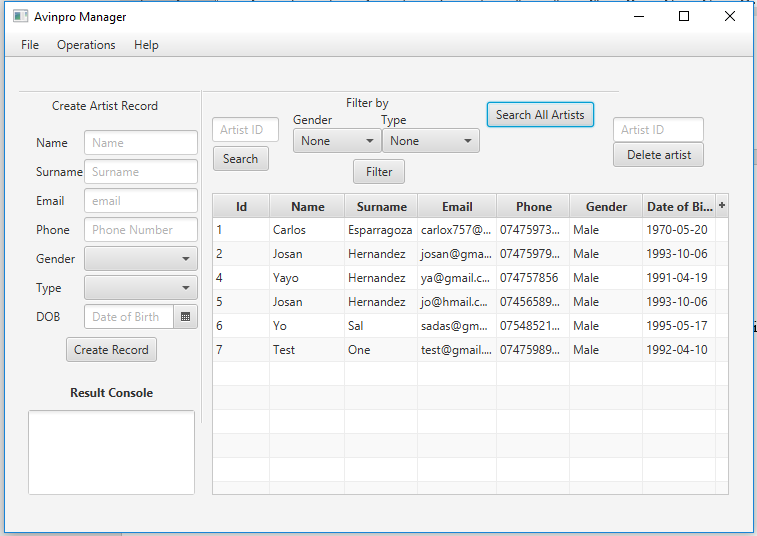 Avinpro Manager
File Operations Help
Create Artist Record
Name Name
Surname Surname
Email email
Phone Phone Number
Gender
Type
DOB Date of Birth
Create Record
Result Console
Artist ID
Search
Filter by
Gender Type
None None
Filter
Search All Artists
Artist ID
Delete artist
Id Name Surname Email Phone Gender Date of Bi... +
1 Carlos Esparragoza carlox757@... 07475973... Male 1970-05-20
2 Josan Hernandez josan@gma... 07475979... Male 1993-10-06
4 Yayo Hernandez ya@gmail.c... 074757856 Male 1991-04-19
5 Josan Hernandez jo@hmail.c... 07456589... Male 1993-10-06
6 Yo Sal sadas@gm... 07548521... Male 1995-05-17
7 Test One test@gmail.... 07475989... Male 1992-04-10